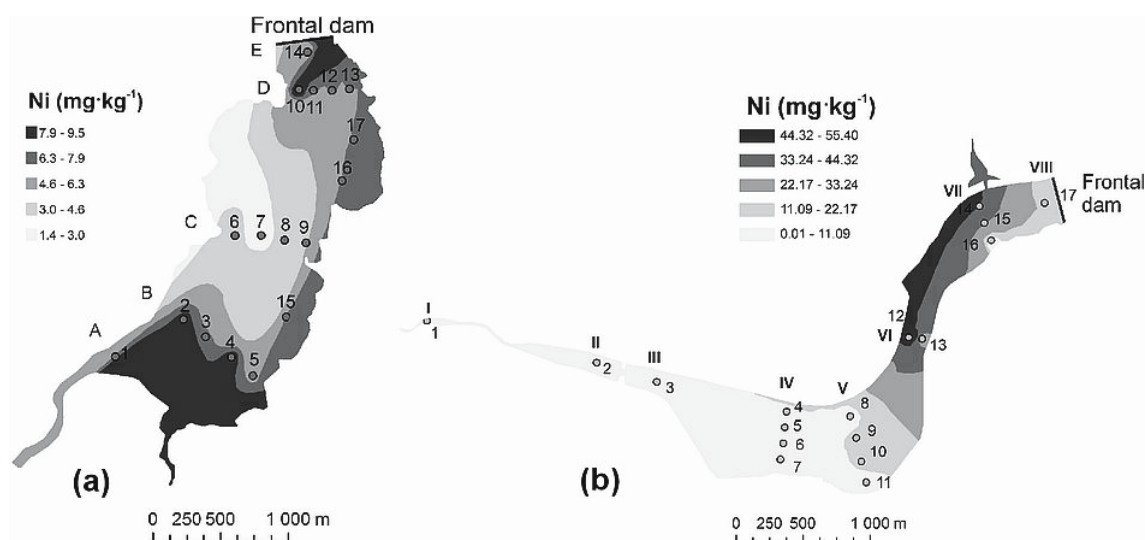 Frontal dam
E
14
Ni (mg·kg⁻¹)
7.9 - 9.5
6.3 - 7.9
4.6 - 6.3
3.0 - 4.6
1.4 - 3.0
D
10
11
12
13
17
16
C
6
7
8
9
B
2
3
4
5
15
A
1
(a)
0 250 500 1 000 m
Ni (mg·kg⁻¹)
44.32 - 55.40
33.24 - 44.32
22.17 - 33.24
11.09 - 22.17
0.01 - 11.09
VII
VIII
Frontal
dam
14
15
16
17
12
VI
13
I
1
II
2
III
3
IV
4
5
6
7
V
8
9
10
11
(b)
0 250 500 1 000 m